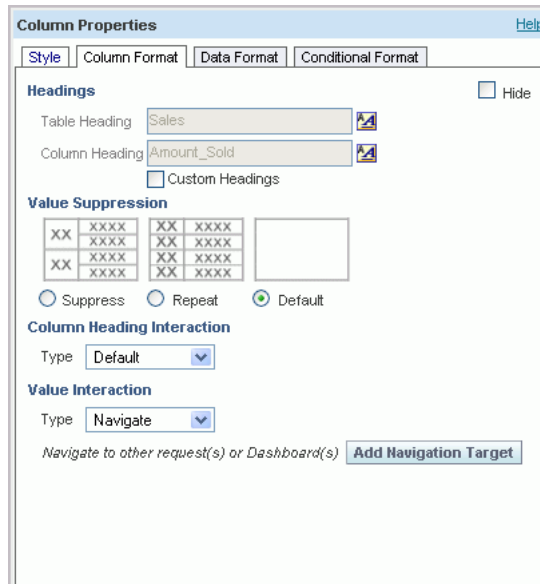 Column Properties Help
Style Column Format Data Format Conditional Format
Headings Hide
Table Heading Sales
Column Heading Amount_Sold
Custom Headings
Value Suppression
XX XXXX XX XXXX
XXXX XX XXXX
XX XXXX XX XXXX
XXXX XX XXXX
Suppress Repeat Default
Column Heading Interaction
Type Default
Value Interaction
Type Navigate
Navigate to other request(s) or Dashboard(s) Add Navigation Target